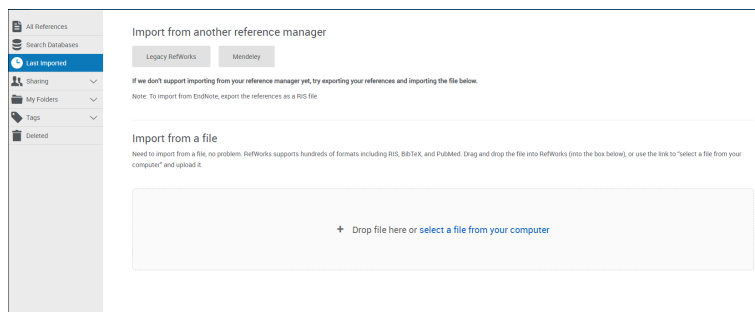 All References
Search Databases
Last Imported
Sharing
My Folders
Tags
Deleted
Import from another reference manager
Legacy RefWorks
Mendeley
If we don't support importing from your reference manager yet, try exporting your references and importing the file below.
Note: To import from EndNote, export the references as a RIS file.
Import from a file
Need to import from a file, no problem. RefWorks supports hundreds of formats including RIS, BibTeX, and PubMed. Drag and drop the file into RefWorks (into the box below), or use the link to "select a file from your
computer" and upload it.
+ Drop file here or select a file from your computer